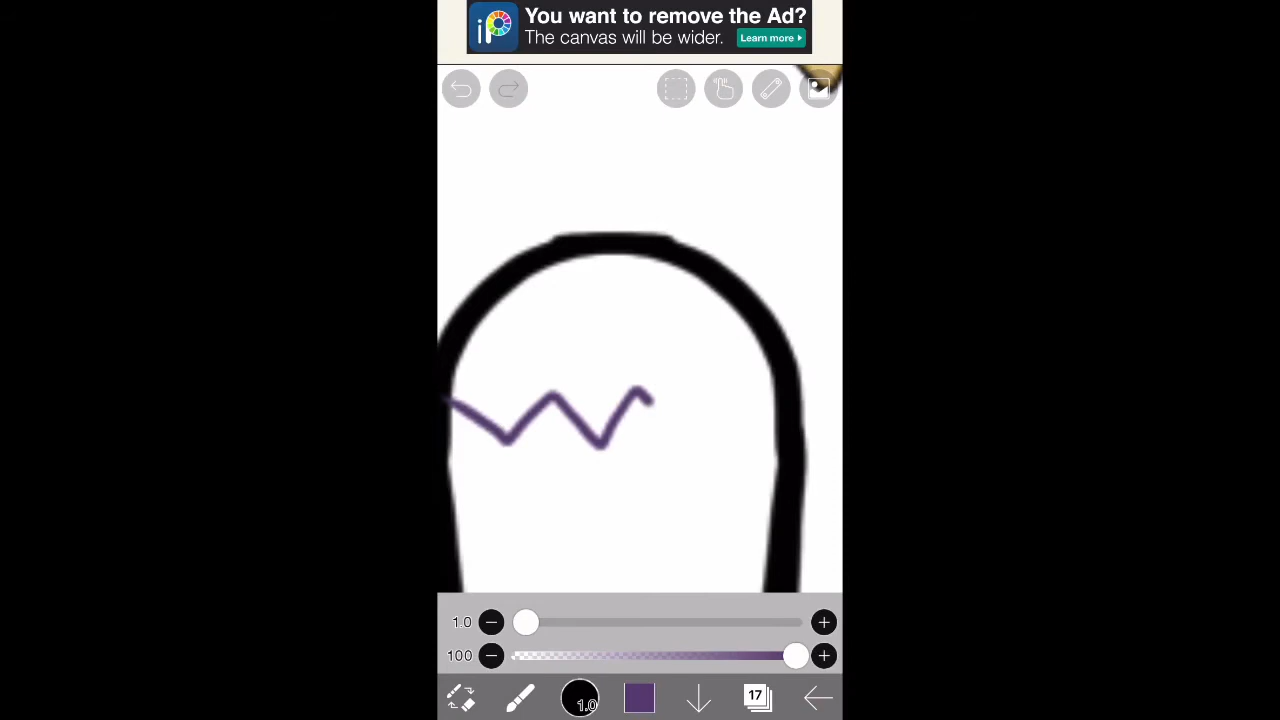 iP
You want to remove the Ad?
The canvas will be wider.
Learn more
1.0
100
1.0
17